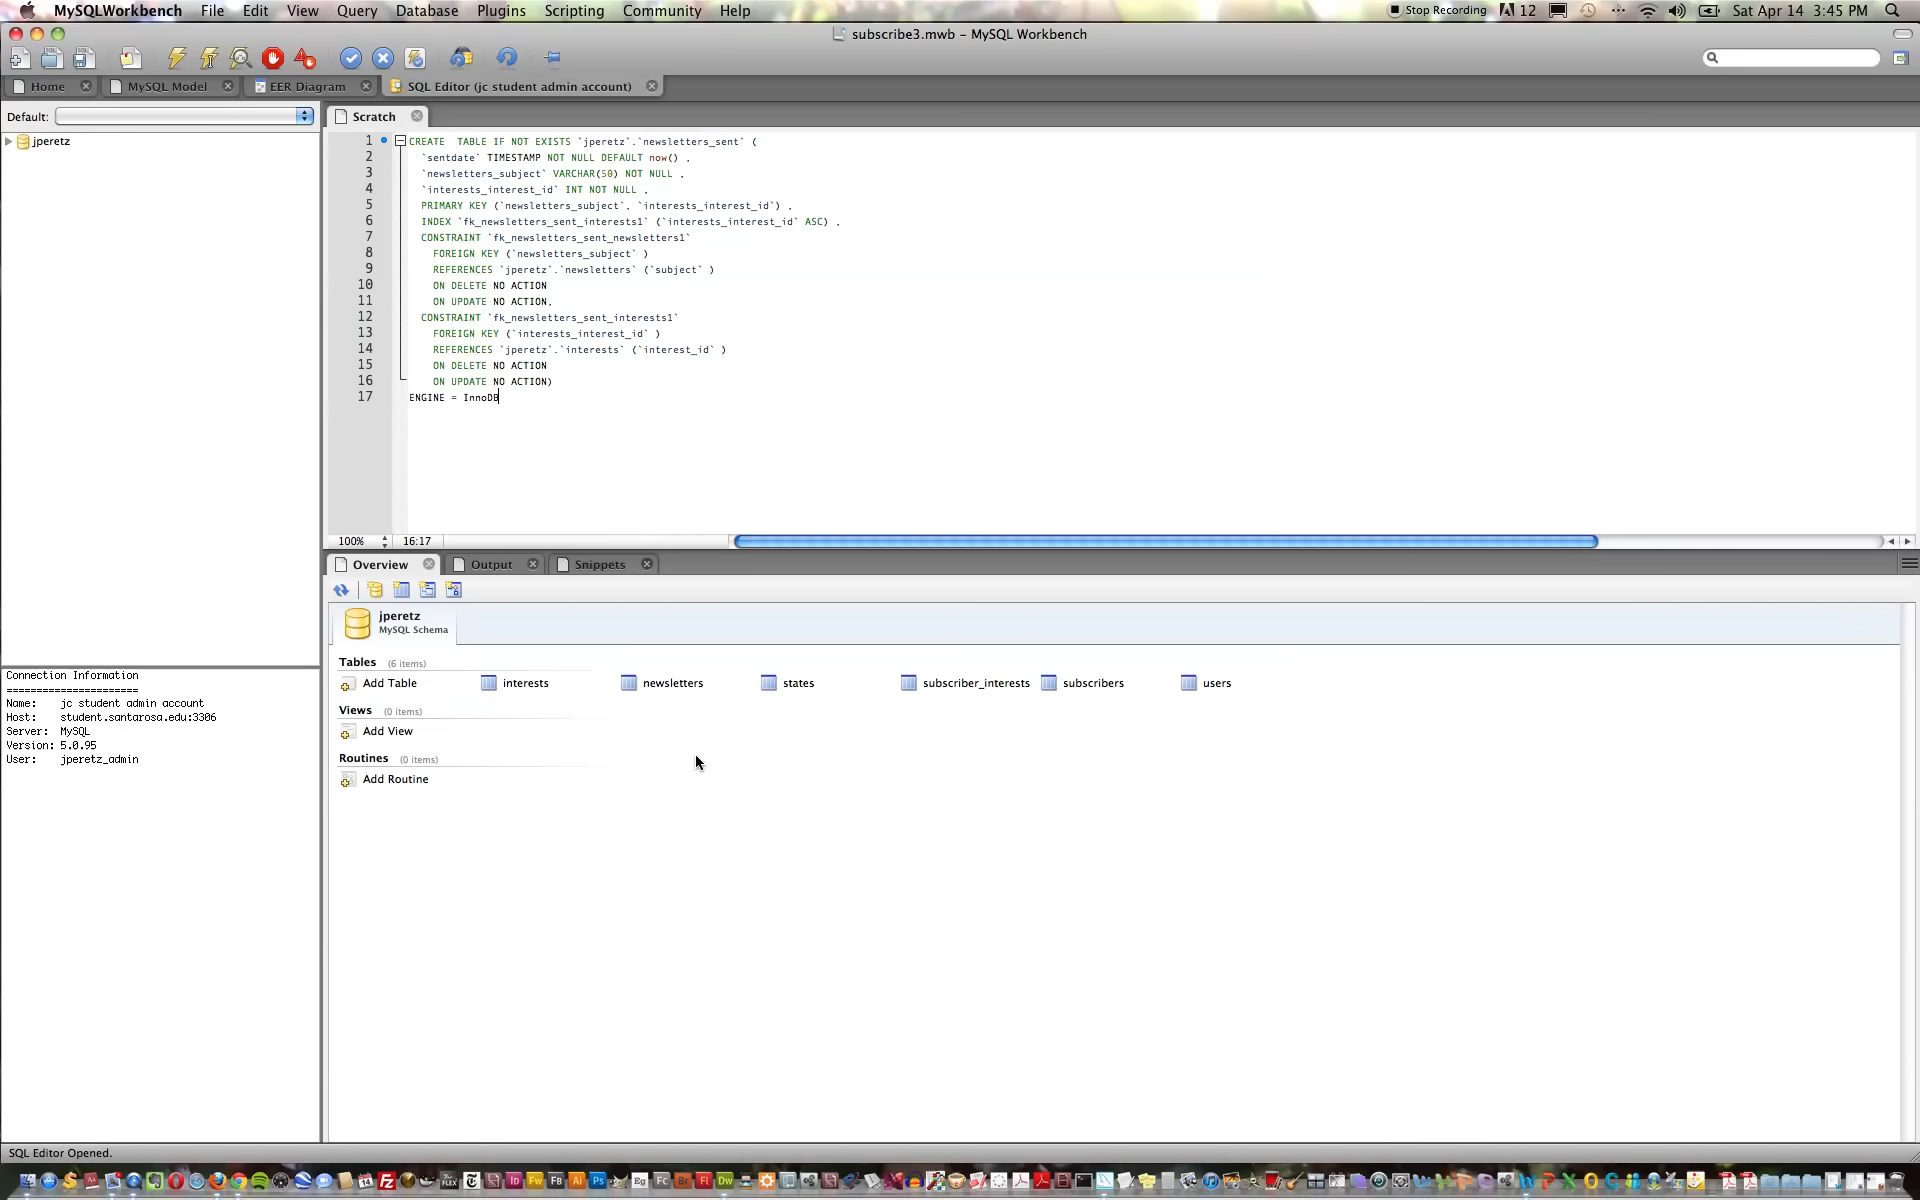 MySQLWorkbench File Edit View Query Database Plugins Scripting Community Help Stop Recording 12 Sat Apr 14 3:45 PM
subscribe3.mwb – MySQL Workbench
Home MySQL Model EER Diagram SQL Editor (jc student admin account)
Default:
jperetz
Scratch
1 CREATE  TABLE IF NOT EXISTS `jperetz`.`newsletters_sent` (
2 `sentdate` TIMESTAMP NOT NULL DEFAULT now() ,
3 `newsletters_subject` VARCHAR(50) NOT NULL ,
4 `interests_interest_id` INT NOT NULL ,
5 PRIMARY KEY (`newsletters_subject`, `interests_interest_id`) ,
6 INDEX `fk_newsletters_sent_interests1` (`interests_interest_id` ASC) ,
7 CONSTRAINT `fk_newsletters_sent_newsletters1`
8 FOREIGN KEY (`newsletters_subject` )
9 REFERENCES `jperetz`.`newsletters` (`subject` )
10 ON DELETE NO ACTION
11 ON UPDATE NO ACTION,
12 CONSTRAINT `fk_newsletters_sent_interests1`
13 FOREIGN KEY (`interests_interest_id` )
14 REFERENCES `jperetz`.`interests` (`interest_id` )
15 ON DELETE NO ACTION
16 ON UPDATE NO ACTION)
17 ENGINE = InnoDB
100% 16:17
Overview Output Snippets
jperetz
MySQL Schema
Tables (6 items)
Add Table interests newsletters states subscriber_interests subscribers users
Views (0 items)
Add View
Routines (0 items)
Add Routine
Connection Information
======================
Name: jc student admin account
Host: student.santarosa.edu:3306
Server: MySQL
Version: 5.0.95
User: jperetz_admin
SQL Editor Opened.